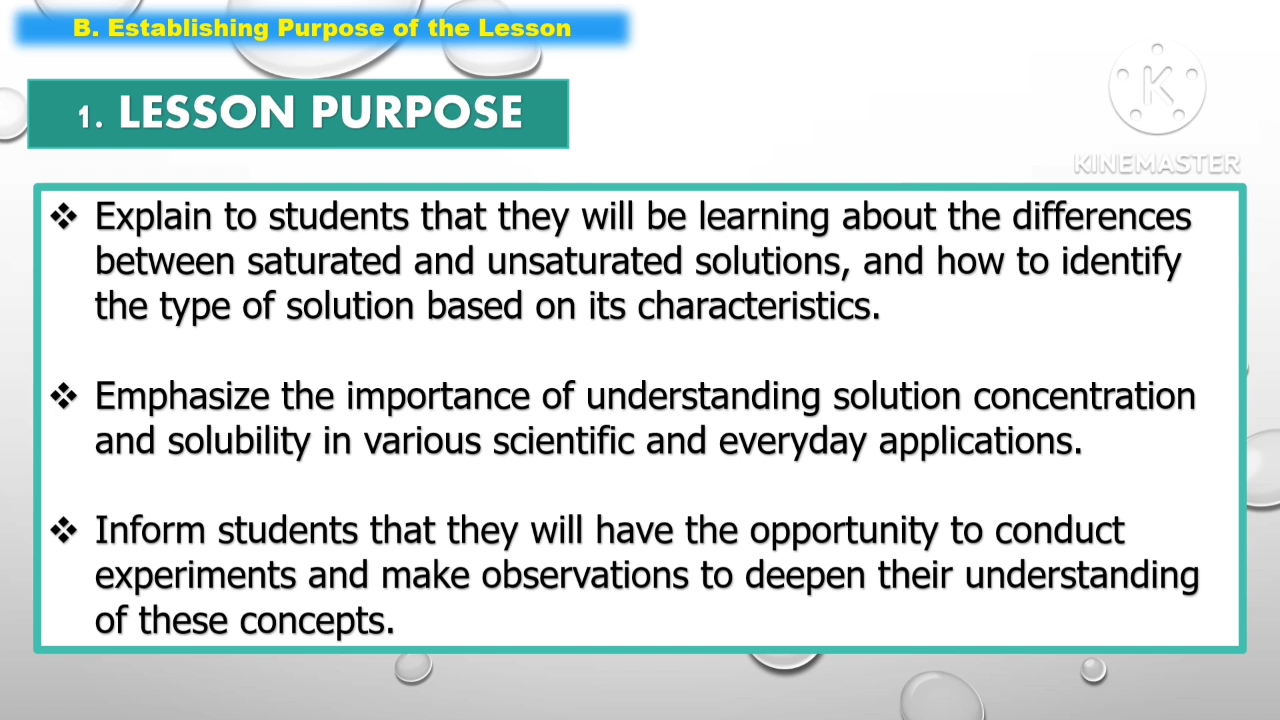 B. Establishing Purpose of the Lesson
1. LESSON PURPOSE
K
KINEMASTER
❖ Explain to students that they will be learning about the differences
between saturated and unsaturated solutions, and how to identify
the type of solution based on its characteristics.
❖ Emphasize the importance of understanding solution concentration
and solubility in various scientific and everyday applications.
❖ Inform students that they will have the opportunity to conduct
experiments and make observations to deepen their understanding
of these concepts.